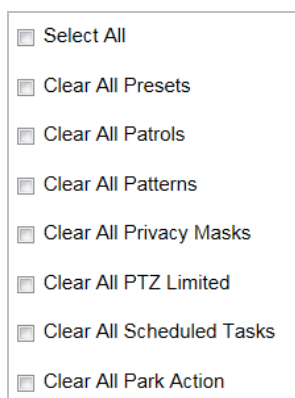 Select All
Clear All Presets
Clear All Patrols
Clear All Patterns
Clear All Privacy Masks
Clear All PTZ Limited
Clear All Scheduled Tasks
Clear All Park Action